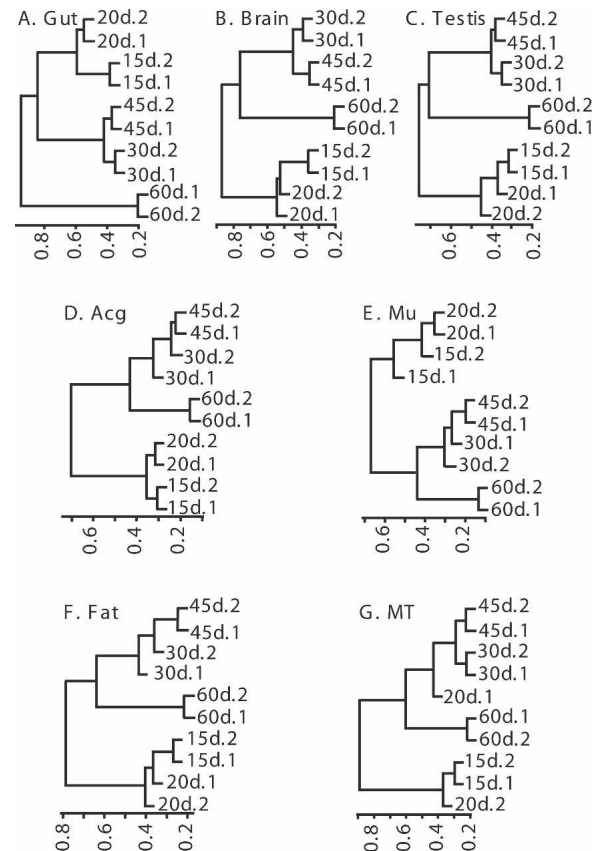 A. Gut
20d.2
20d.1
15d.2
15d.1
45d.2
45d.1
30d.2
30d.1
60d.1
60d.2
0.8
0.6
0.4
0.2
B. Brain
30d.2
30d.1
45d.2
45d.1
60d.2
60d.1
15d.2
15d.1
20d.2
20d.1
0.8
0.6
0.4
0.2
C. Testis
45d.2
45d.1
30d.2
30d.1
60d.2
60d.1
15d.2
15d.1
20d.1
20d.2
0.6
0.4
0.2
D. Acg
45d.2
45d.1
30d.2
30d.1
60d.2
60d.1
20d.2
20d.1
15d.2
15d.1
0.6
0.4
0.2
E. Mu
20d.2
20d.1
15d.2
15d.1
45d.2
45d.1
30d.1
30d.2
60d.2
60d.1
0.6
0.4
0.2
F. Fat
45d.2
45d.1
30d.2
30d.1
60d.2
60d.1
15d.2
15d.1
20d.1
20d.2
0.8
0.6
0.4
0.2
G. MT
45d.2
45d.1
30d.2
30d.1
20d.1
60d.1
60d.2
15d.2
15d.1
20d.2
0.8
0.6
0.4
0.2